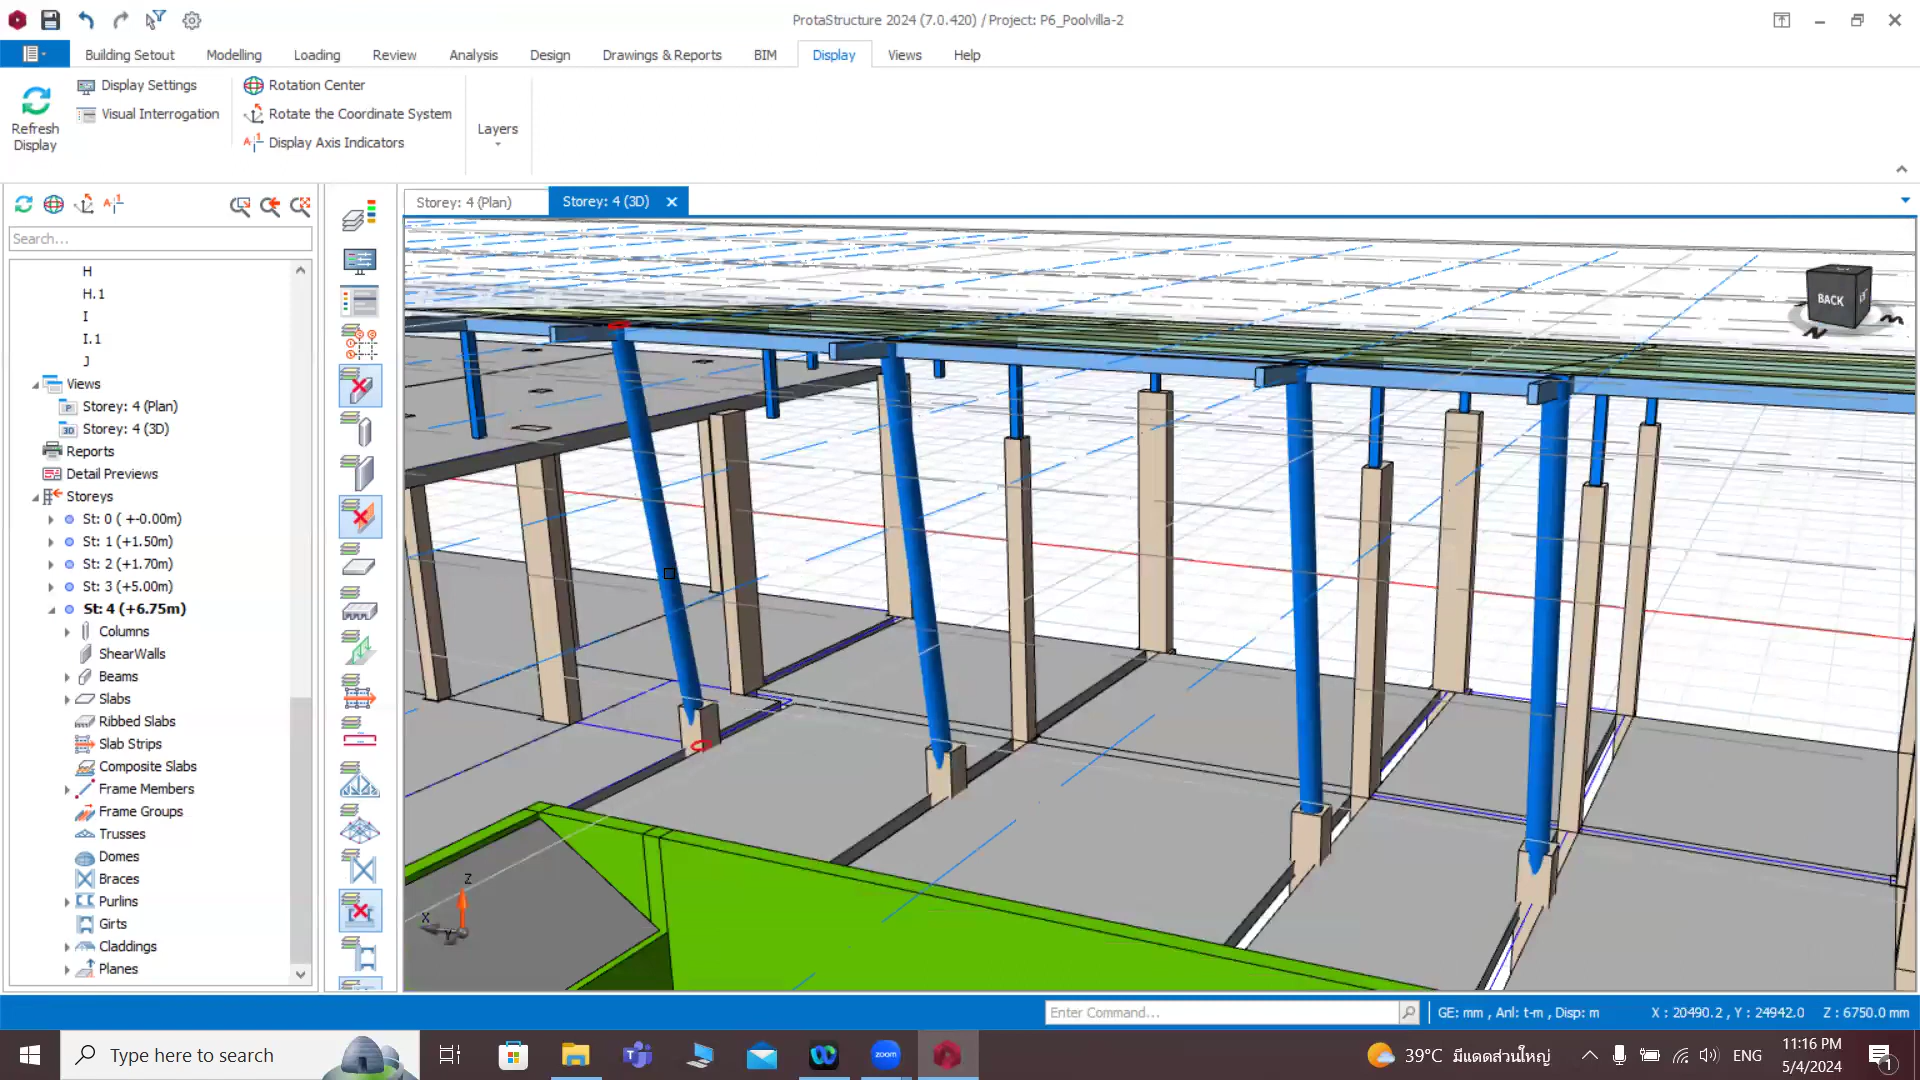 ProtaStructure 2024 (7.0.420) / Project: P6_Poolvilla-2
Building Setout
Modelling
Loading
Review
Analysis
Design
Drawings & Reports
BIM
Display
Views
Help
Refresh
Display
Display Settings
Visual Interrogation
Rotation Center
Rotate the Coordinate System
Display Axis Indicators
Layers
Storey: 4 (Plan)
Storey: 4 (3D)
Search...
H
H.1
I
I.1
J
Views
Storey: 4 (Plan)
Storey: 4 (3D)
Reports
Detail Previews
Storeys
St: 0 ( +-0.00m)
St: 1 (+1.50m)
St: 2 (+1.70m)
St: 3 (+5.00m)
St: 4 (+6.75m)
Columns
ShearWalls
Beams
Slabs
Ribbed Slabs
Slab Strips
Composite Slabs
Frame Members
Frame Groups
Trusses
Domes
Braces
Purlins
Girts
Claddings
Planes
BACK
N
Z
X
Y
Enter Command...
GE: mm , Anl: t-m , Disp: m
X : 20490.2 , Y : 24942.0
Z : 6750.0 mm
Type here to search
zoom
39°C มีแดดส่วนใหญ่
ENG
11:16 PM
5/4/2024
1